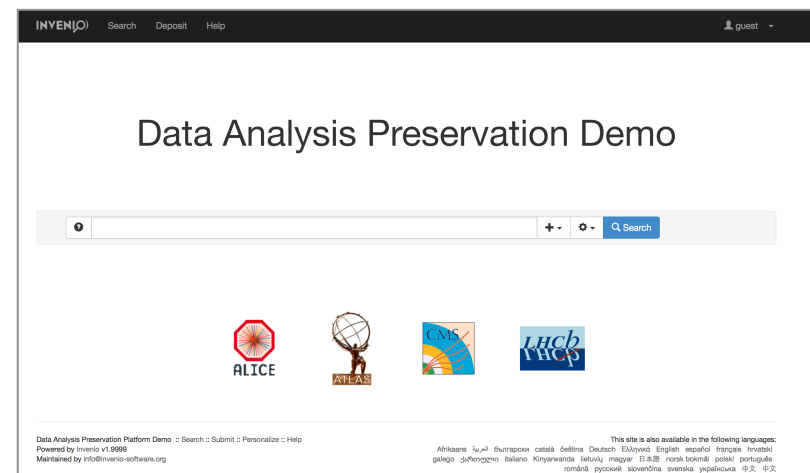 INVENIO Search Deposit Help guest
Data Analysis Preservation Demo
Search
ALICE
ATLAS
CMS
LHCb
LHCp
Data Analysis Preservation Platform Demo :: Search :: Submit :: Personalize :: Help
Powered by Invenio v1.9999
Maintained by info@invenio-software.org
This site is also available in the following languages:
Afrikaans العربية български català čeština Deutsch Ελληνικά English español français hrvatski
galego ქართული italiano Kinyarwanda lietuvių magyar 日本語 norsk bokmål polski português
română русский slovenčina svenska українська 中文 中文